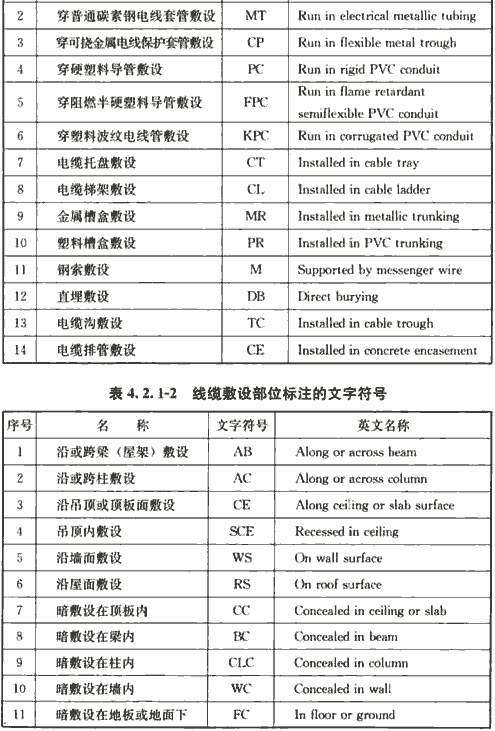 2 穿普通碳素钢电线套管敷设 MT Run in electrical metallic tubing
3 穿可挠金属电线保护套管敷设 CP Run in flexible metal trough
4 穿硬塑料导管敷设 PC Run in rigid PVC conduit
5 穿阻燃半硬塑料导管敷设 FPC Run in flame retardant
semiflexible PVC conduit
6 穿塑料波纹电线管敷设 KPC Run in corrugated PVC conduit
7 电缆托盘敷设 CT Installed in cable tray
8 电缆梯架敷设 CL Installed in cable ladder
9 金属槽盒敷设 MR Installed in metallic trunking
10 塑料槽盒敷设 PR Installed in PVC trunking
11 钢索敷设 M Supported by messenger wire
12 直埋敷设 DB Direct burying
13 电缆沟敷设 TC Installed in cable trough
14 电缆排管敷设 CE Installed in concrete encasement
表 4. 2. 1-2 线缆敷设部位标注的文字符号
序号 名 称 文字符号 英文名称
1 沿或跨梁（屋架）敷设 AB Along or across beam
2 沿或跨柱敷设 AC Along or across column
3 沿吊顶或顶板面敷设 CE Along ceiling or slab surface
4 吊顶内敷设 SCE Recessed in ceiling
5 沿墙面敷设 WS On wall surface
6 沿屋面敷设 RS On roof surface
7 暗敷设在顶板内 CC Concealed in ceiling or slab
8 暗敷设在梁内 BC Concealed in beam
9 暗敷设在柱内 CLC Concealed in column
10 暗敷设在墙内 WC Concealed in wall
11 暗敷设在地板或地面下 FC In floor or ground